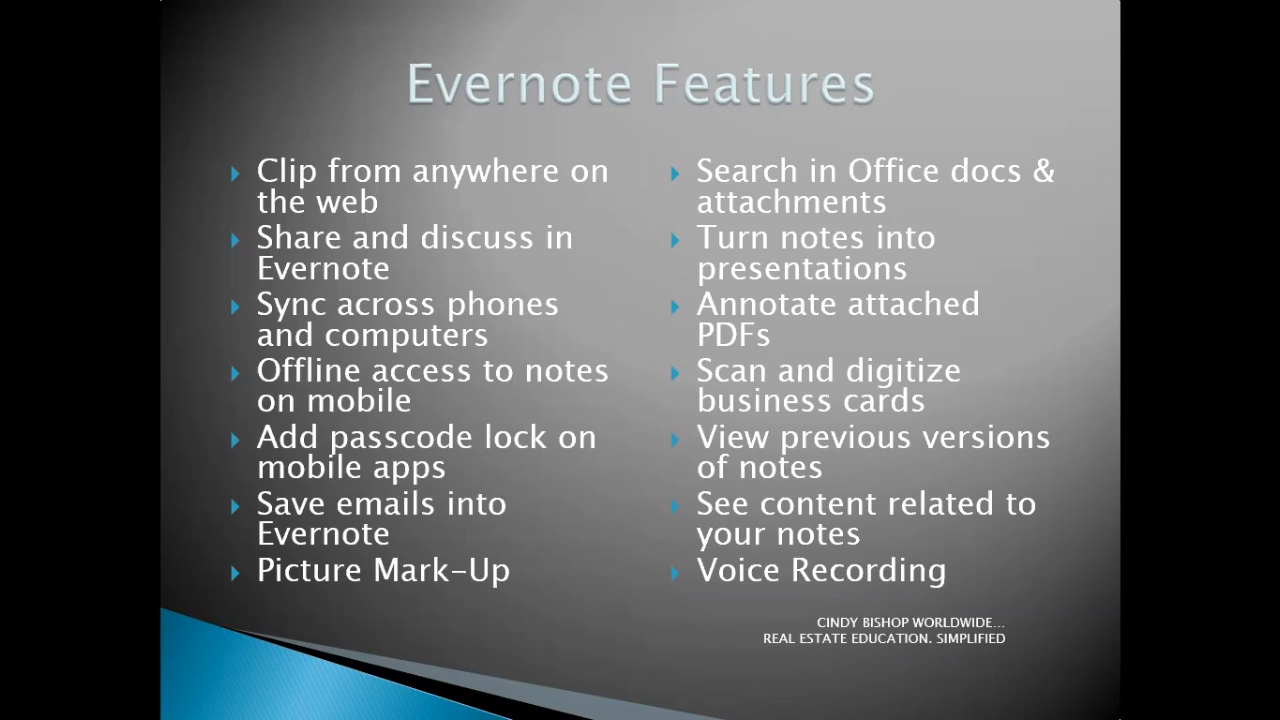 Evernote Features
Clip from anywhere on
the web
Share and discuss in
Evernote
Sync across phones
and computers
Offline access to notes
on mobile
Add passcode lock on
mobile apps
Save emails into
Evernote
Picture Mark-Up
Search in Office docs &
attachments
Turn notes into
presentations
Annotate attached
PDFs
Scan and digitize
business cards
View previous versions
of notes
See content related to
your notes
Voice Recording
CINDY BISHOP WORLDWIDE...
REAL ESTATE EDUCATION. SIMPLIFIED